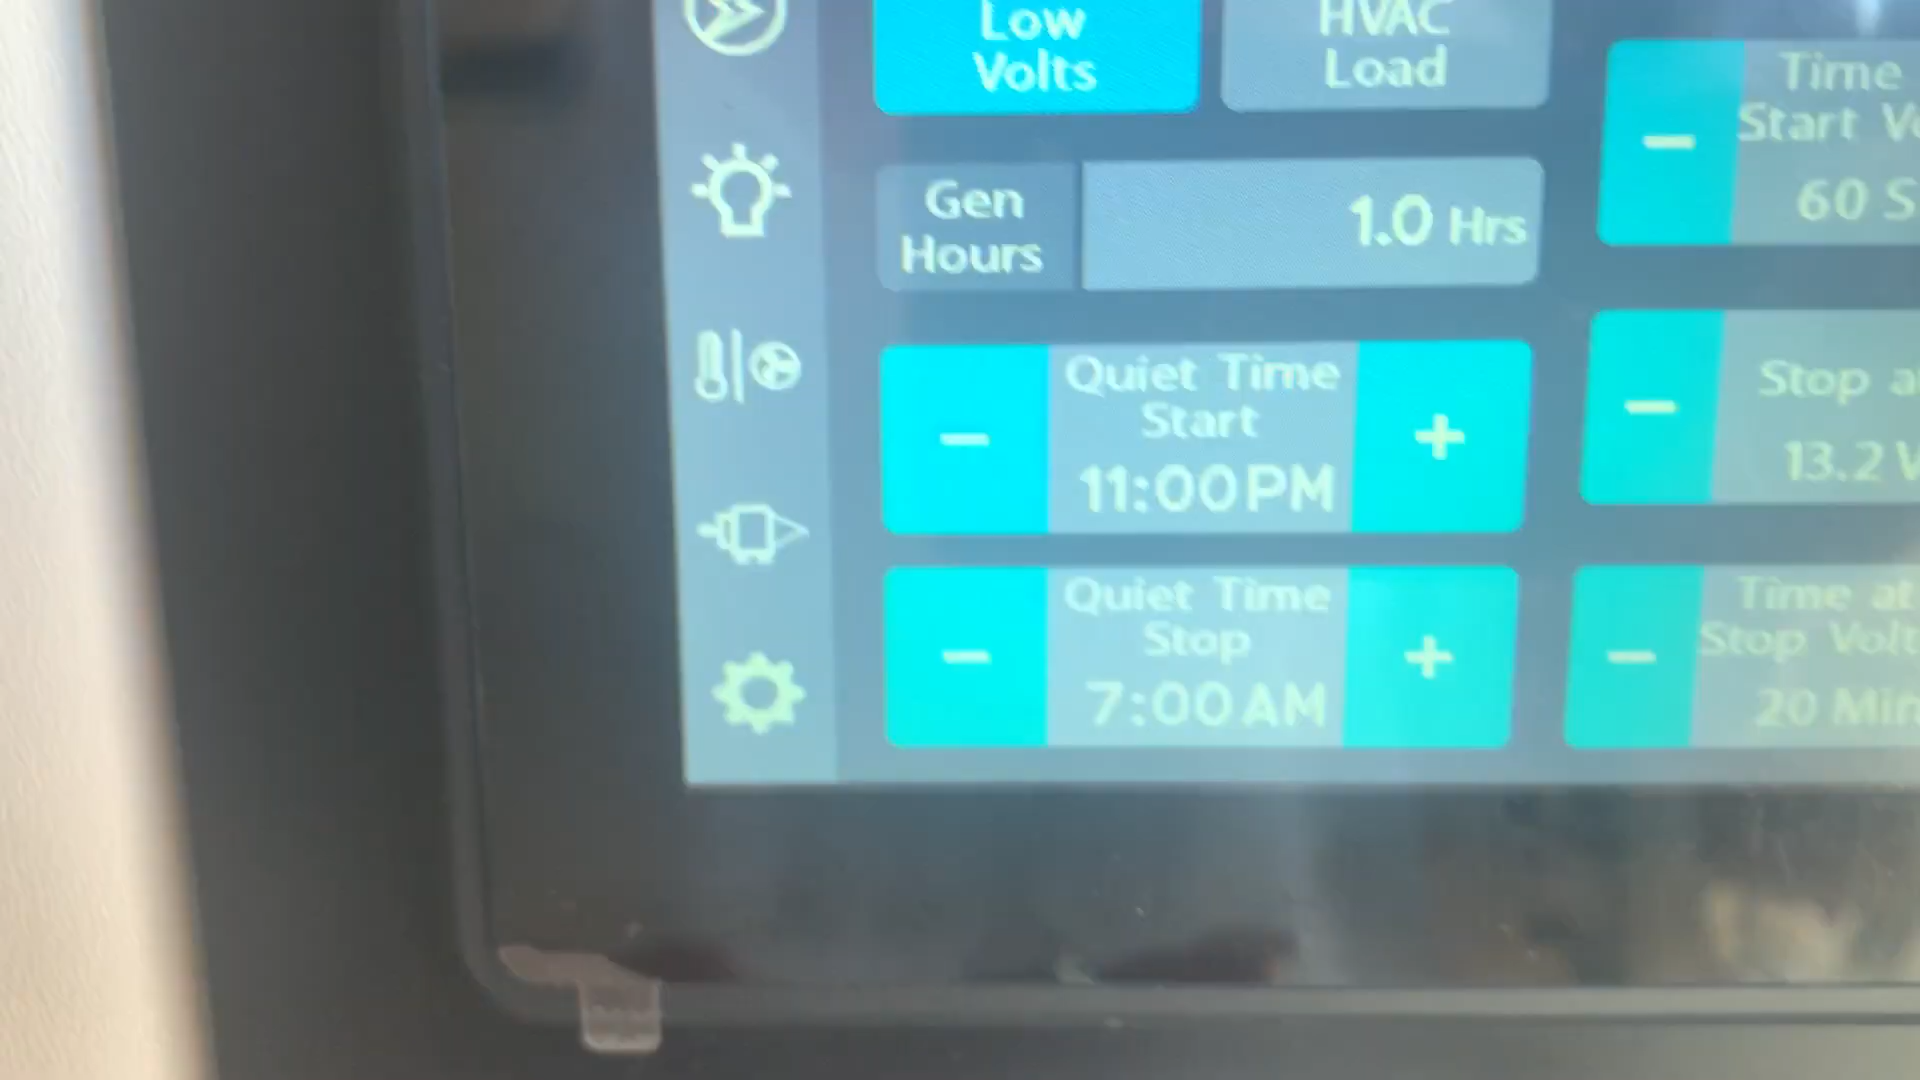 Low
Volts
HVAC
Load
Gen
Hours
1.0 Hrs
Quiet Time
Start
11:00PM
Quiet Time
Stop
7:00AM
Time
Start
60
Stop
13.2
Time at
Stop
20